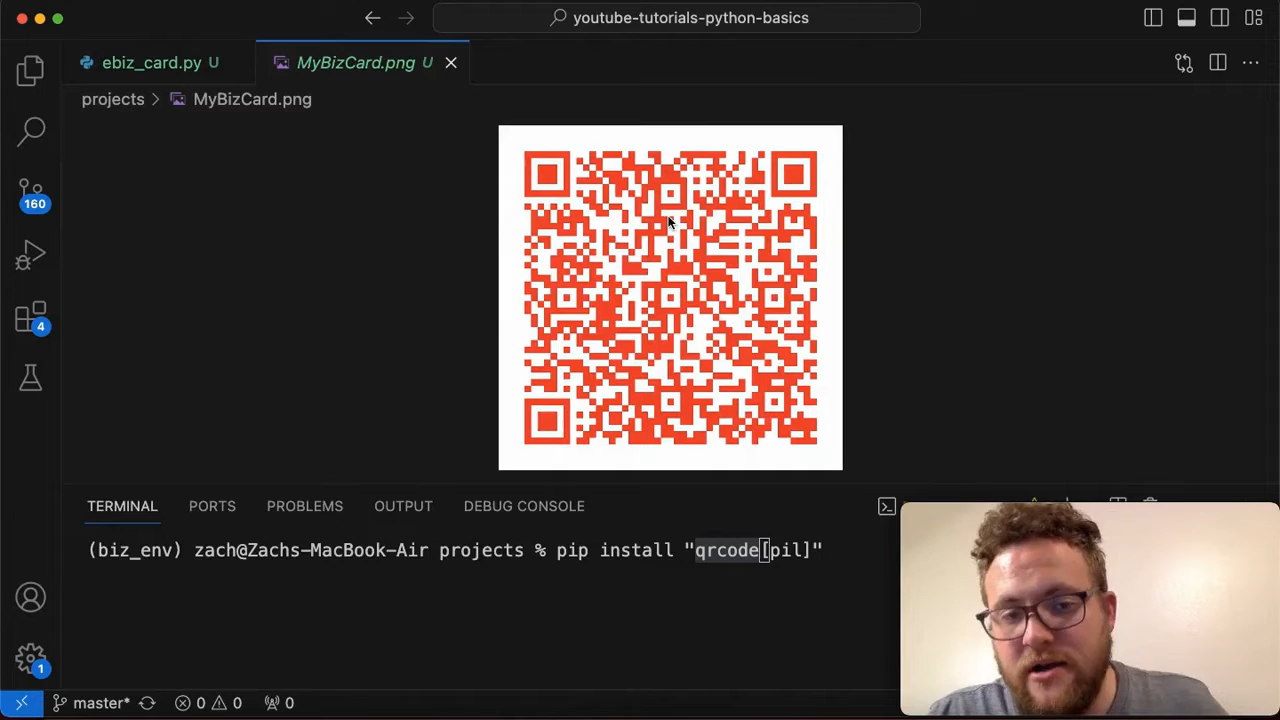 youtube-tutorials-python-basics
ebiz_card.py U
MyBizCard.png U
projects > MyBizCard.png
160
4
TERMINAL PORTS PROBLEMS OUTPUT DEBUG CONSOLE
(biz_env) zach@Zachs-MacBook-Air projects % pip install "qrcode[pil]"
1
master* 0 0 0